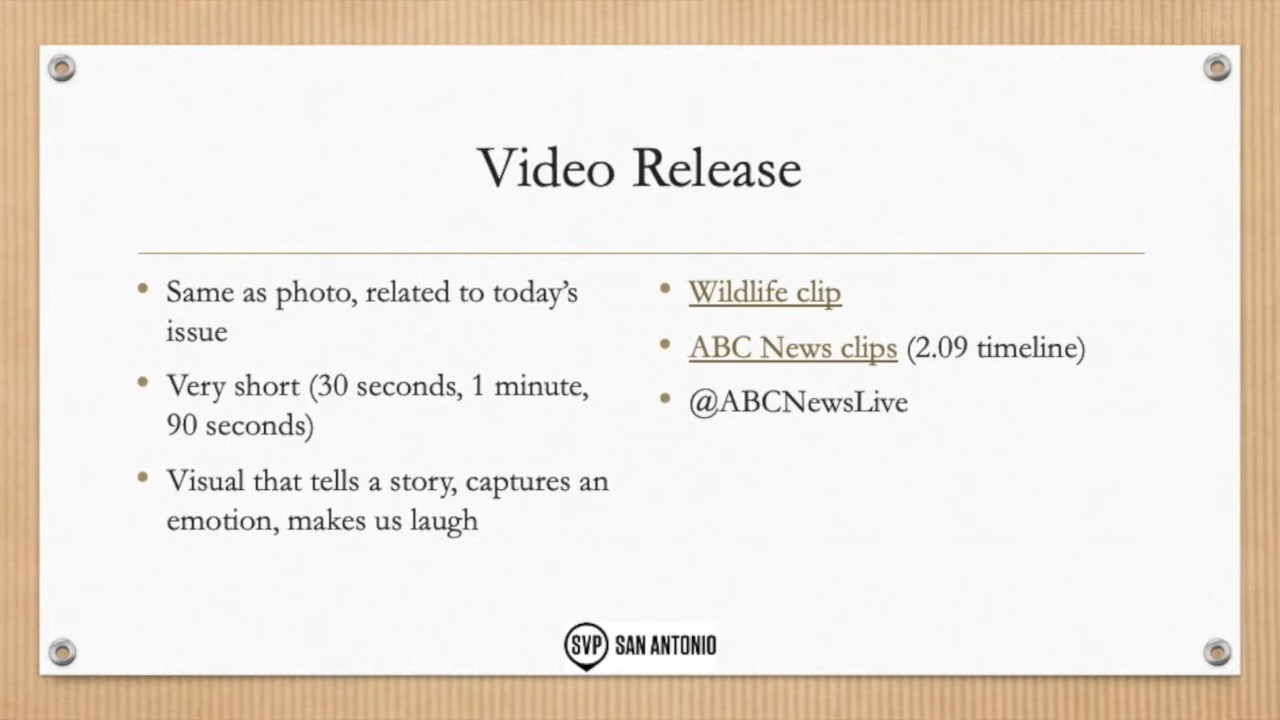 Video Release
• Same as photo, related to today’s
issue
• Very short (30 seconds, 1 minute,
90 seconds)
• Visual that tells a story, captures an
emotion, makes us laugh
• Wildlife clip
• ABC News clips (2.09 timeline)
• @ABCNewsLive
SVP SAN ANTONIO